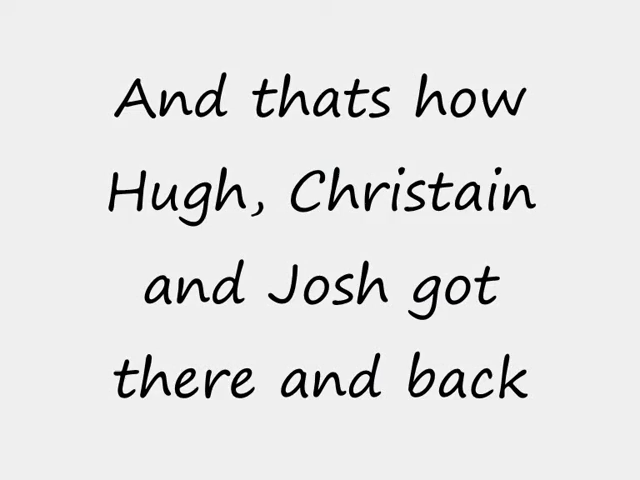 And thats how
Hugh, Christain
and Josh got
there and back